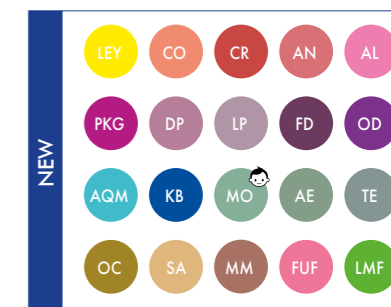 NEW
LEY CO CR AN AL
PKG DP LP FD OD
AQM KB MO AE TE
OC SA MM FUF LMF